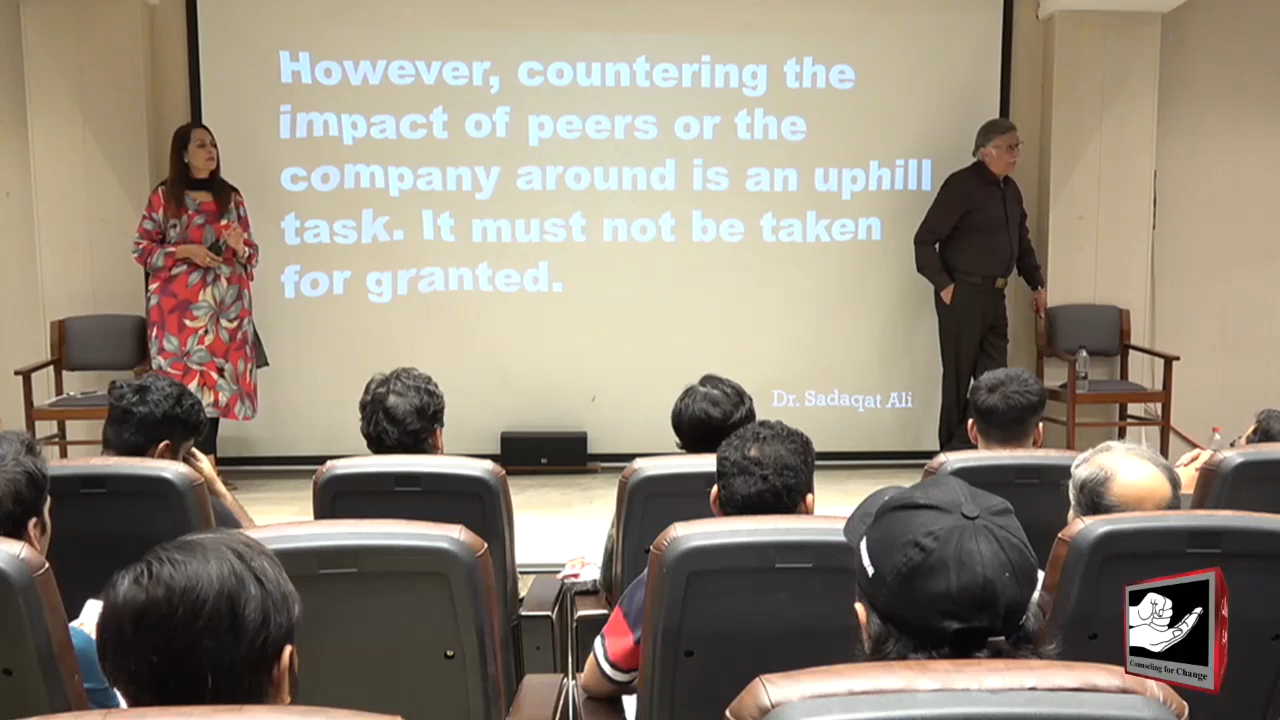 However, countering the
impact of peers or the
company around is an uphill
task. It must not be taken
for granted.
Dr. Sadaqat Ali
Counseling for Change